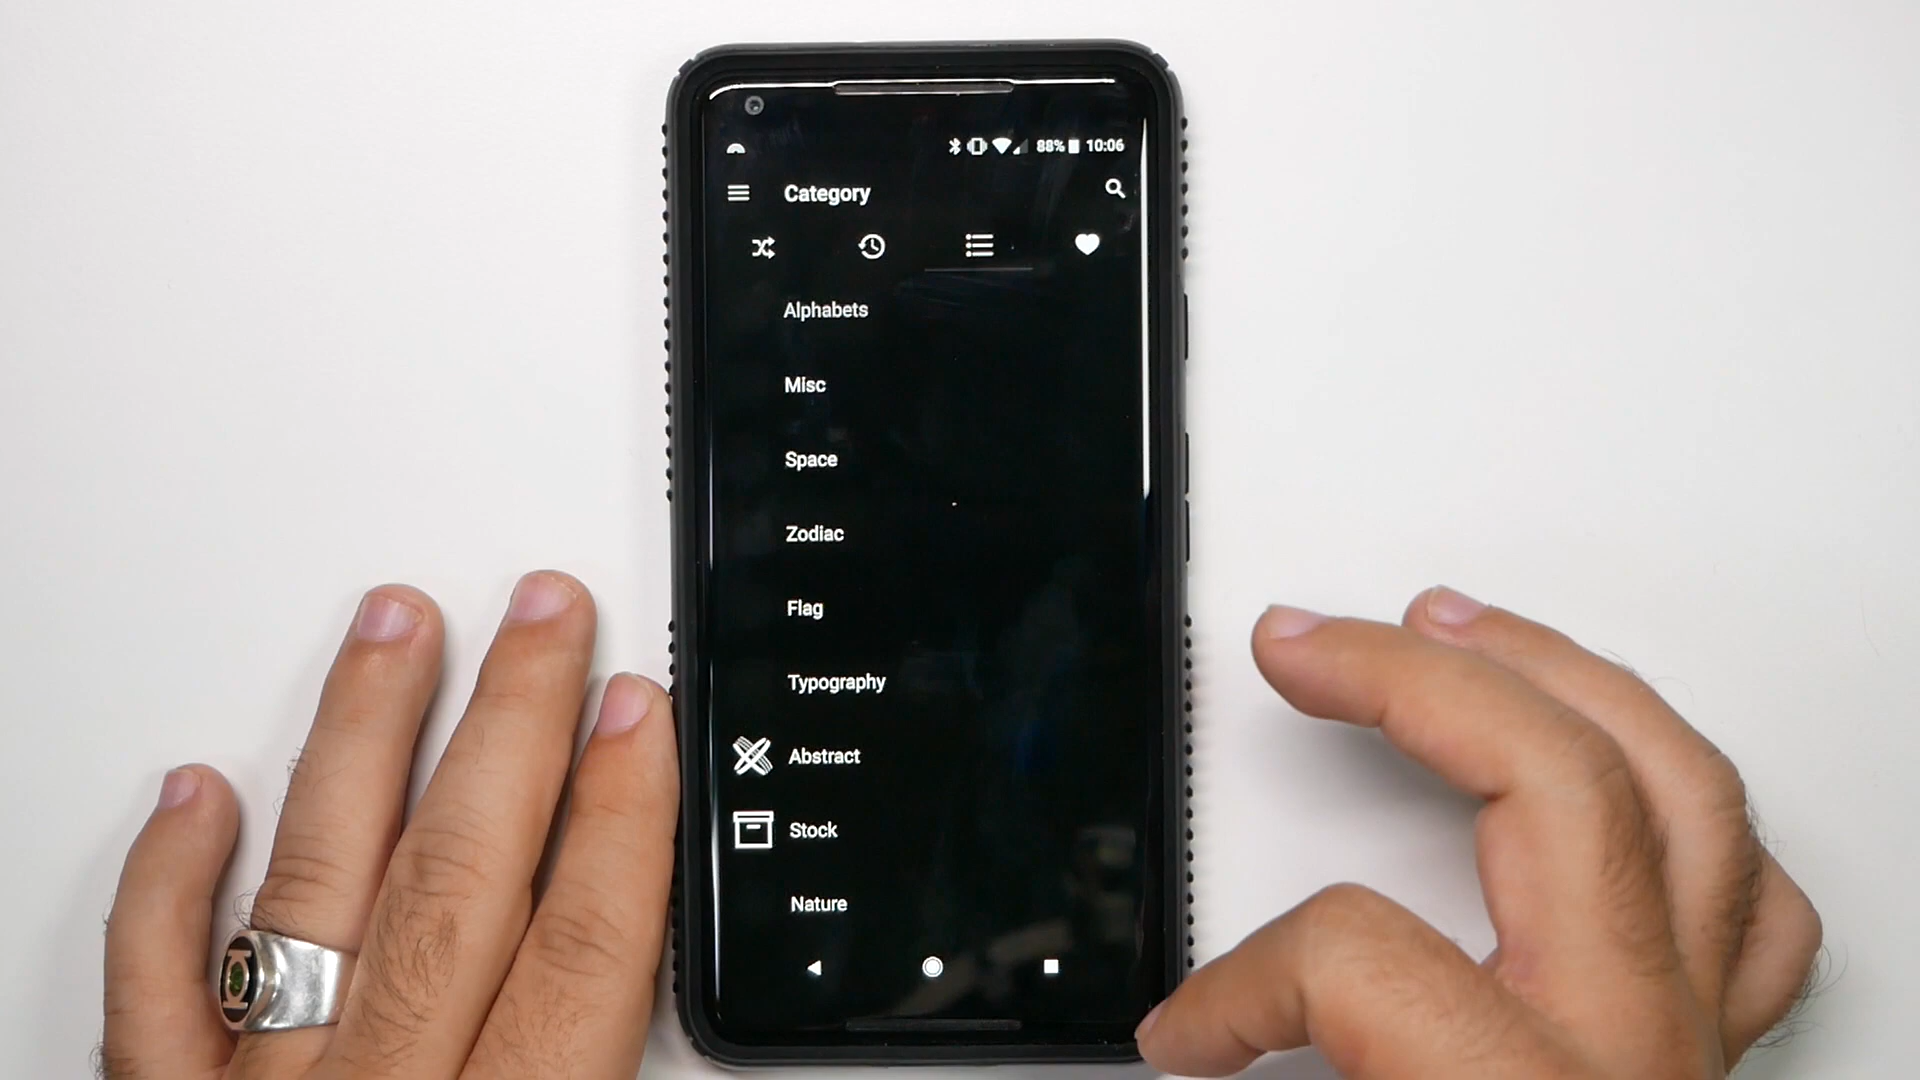 88% 10:06
Category
Alphabets
Misc
Space
Zodiac
Flag
Typography
Abstract
Stock
Nature